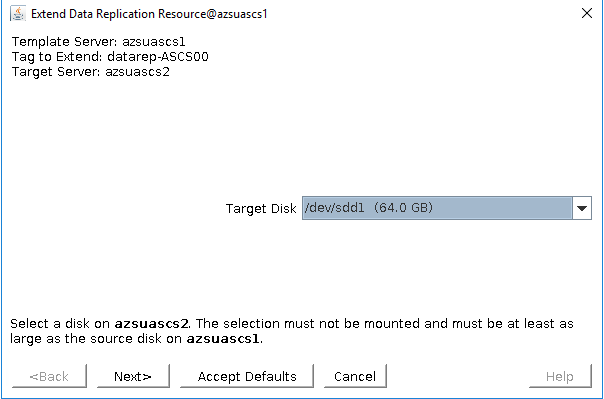 Extend Data Replication Resource@azsuascs1
Template Server: azsuascs1
Tag to Extend: datarep-ASCS00
Target Server: azsuascs2
Target Disk /dev/sdd1 (64.0 GB)
Select a disk on azsuascs2. The selection must not be mounted and must be at least as
large as the source disk on azsuascs1.
<Back Next> Accept Defaults Cancel Help